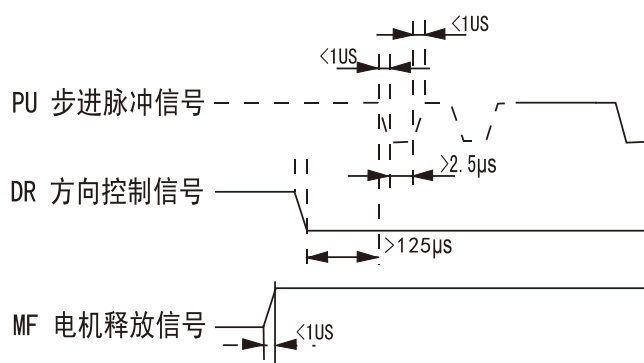 <1US
<1US
PU 步进脉冲信号
>2.5μs
DR 方向控制信号
>125μs
MF 电机释放信号
<1US